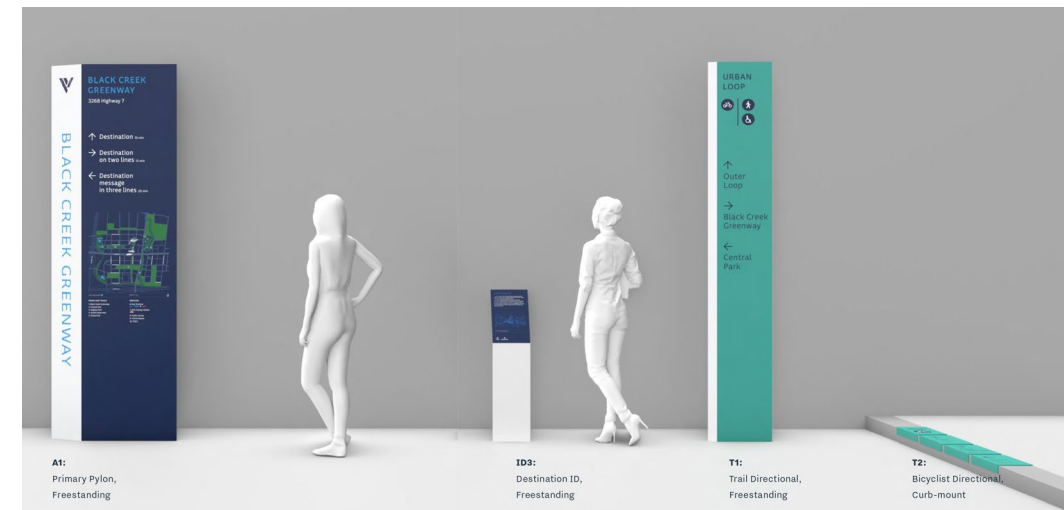 BLACK CREEK
GREENWAY
3268 Highway 7
BLACK CREEK GREENWAY
Destination
Destination
on two lines
Destination
message
in three lines
URBAN
LOOP
Outer
Loop
Black Creek
Greenway
Central
Park
A1:
Primary Pylon,
Freestanding
ID3:
Destination ID,
Freestanding
T1:
Trail Directional,
Freestanding
T2:
Bicyclist Directional,
Curb-mount